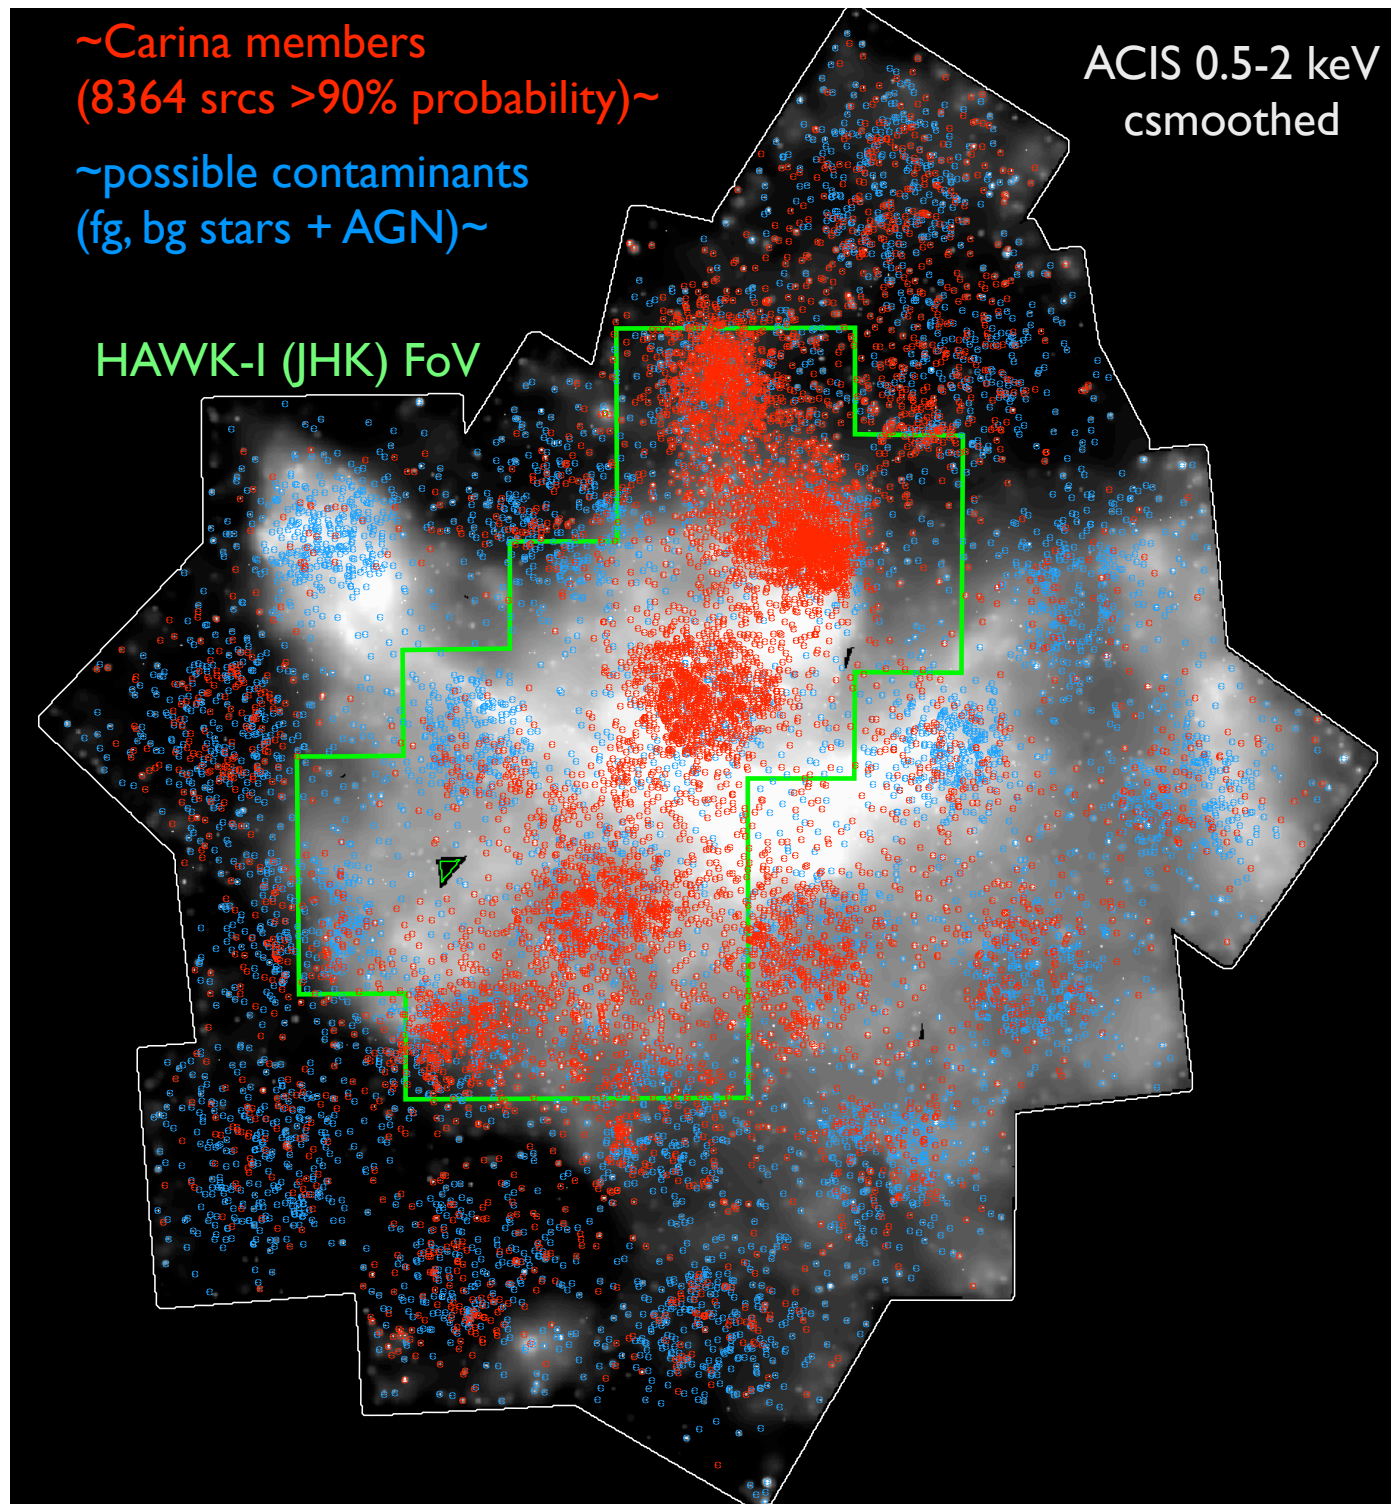 ~Carina members
(8364 srcs >90% probability)~
~possible contaminants
(fg, bg stars + AGN)~
HAWK-I (JHK) FoV
ACIS 0.5-2 keV
csmoothed